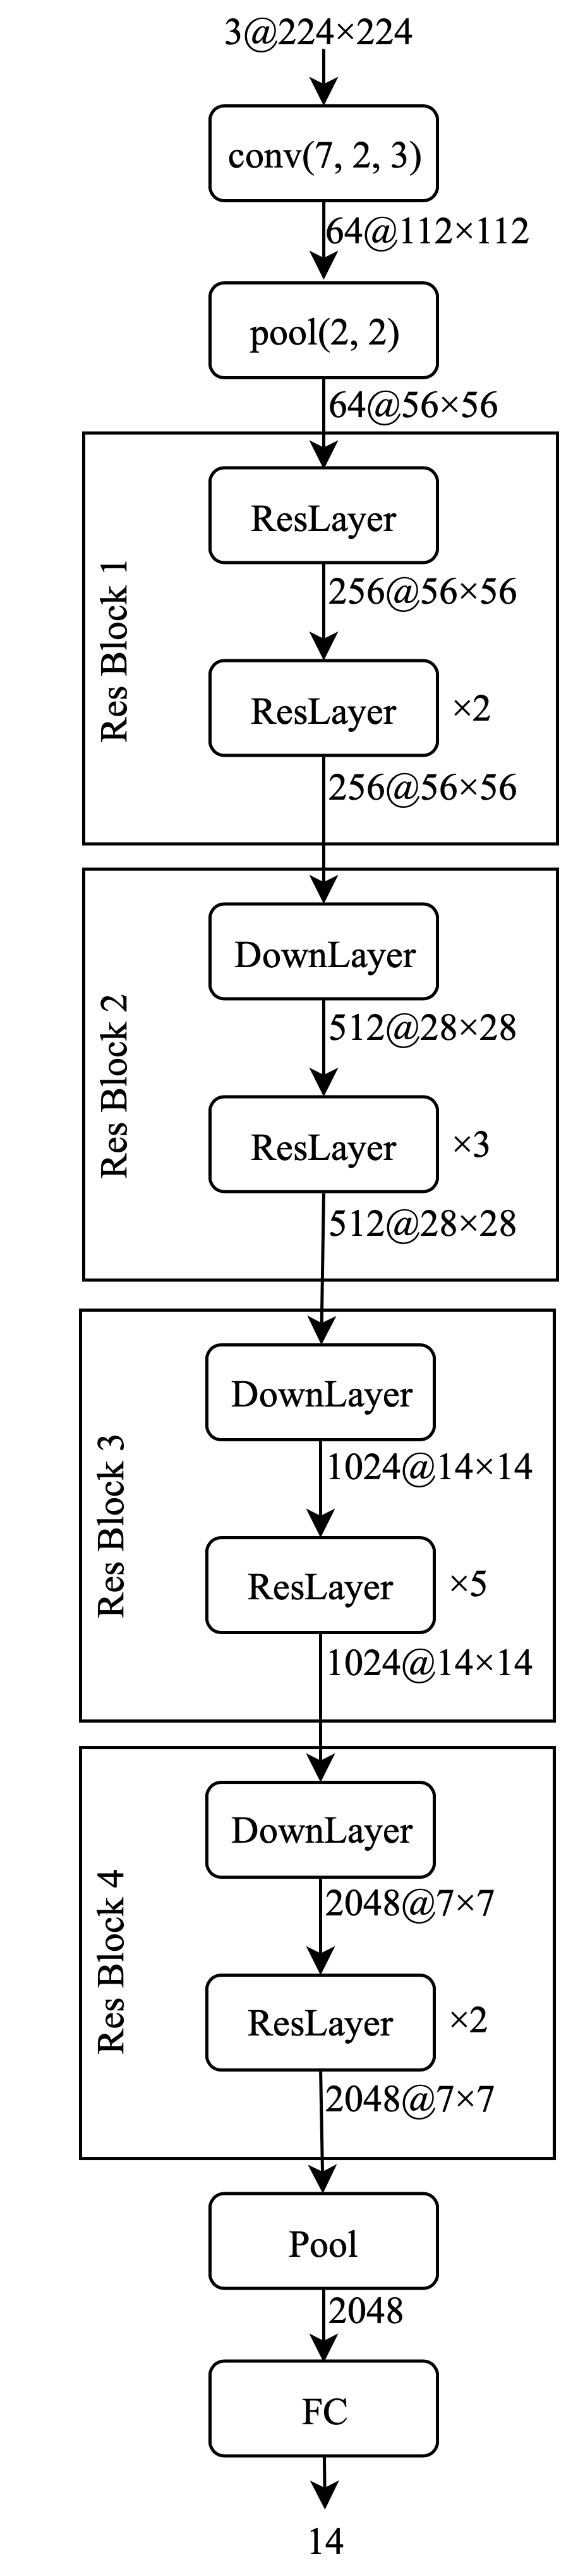 3@224×224
conv(7, 2, 3)
64@112×112
pool(2, 2)
64@56×56
Res Block 1
ResLayer
256@56×56
ResLayer ×2
256@56×56
Res Block 2
DownLayer
512@28×28
ResLayer ×3
512@28×28
Res Block 3
DownLayer
1024@14×14
ResLayer ×5
1024@14×14
Res Block 4
DownLayer
2048@7×7
ResLayer ×2
2048@7×7
Pool
2048
FC
14